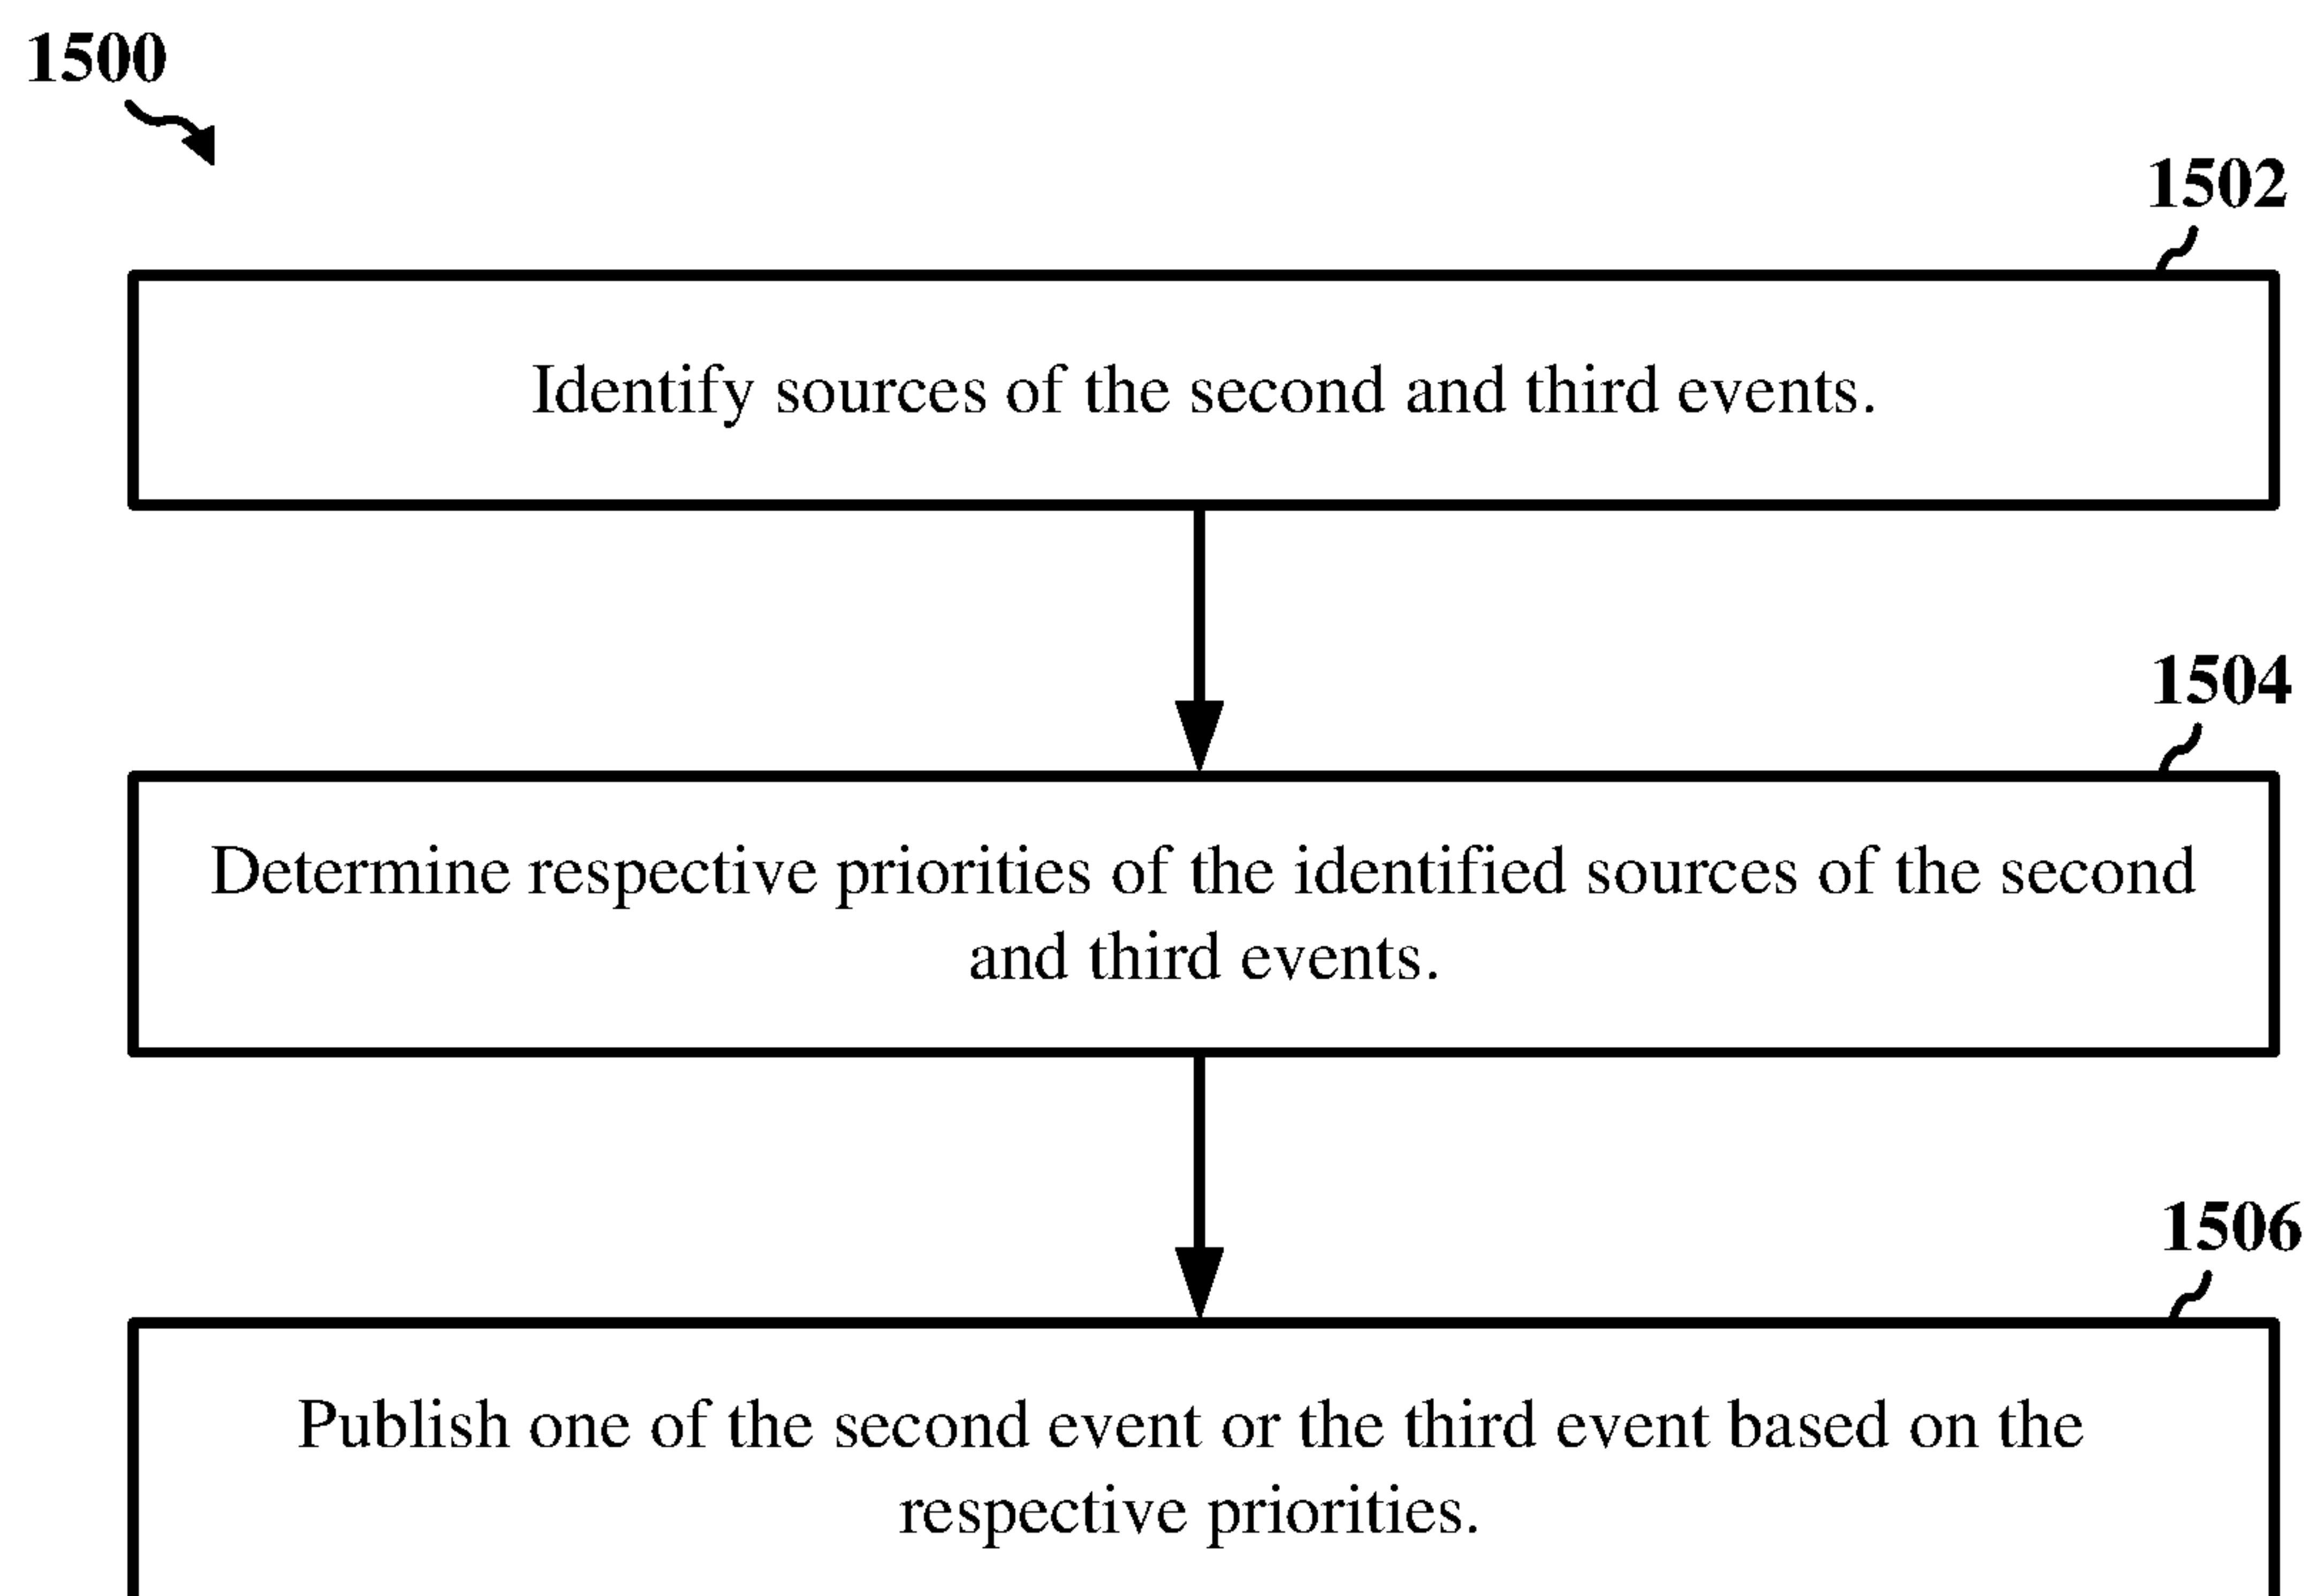 1500
1502
Identify sources of the second and third events.
1504
Determine respective priorities of the identified sources of the second
and third events.
1506
Publish one of the second event or the third event based on the
respective priorities.